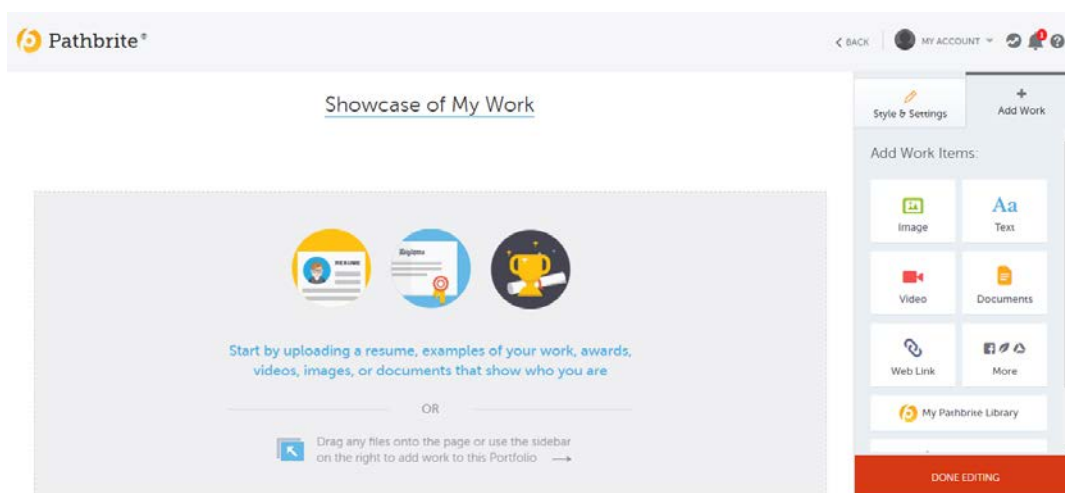 Pathbrite®
BACK
MY ACCOUNT
1
Showcase of My Work
Style & Settings
Add Work
Add Work Items:
Image
Text
Aa
RESUME
Diploma
Video
Documents
Start by uploading a resume, examples of your work, awards,
videos, images, or documents that show who you are
Web Link
More
OR
My Pathbrite Library
Drag any files onto the page or use the sidebar
on the right to add work to this Portfolio
DONE EDITING